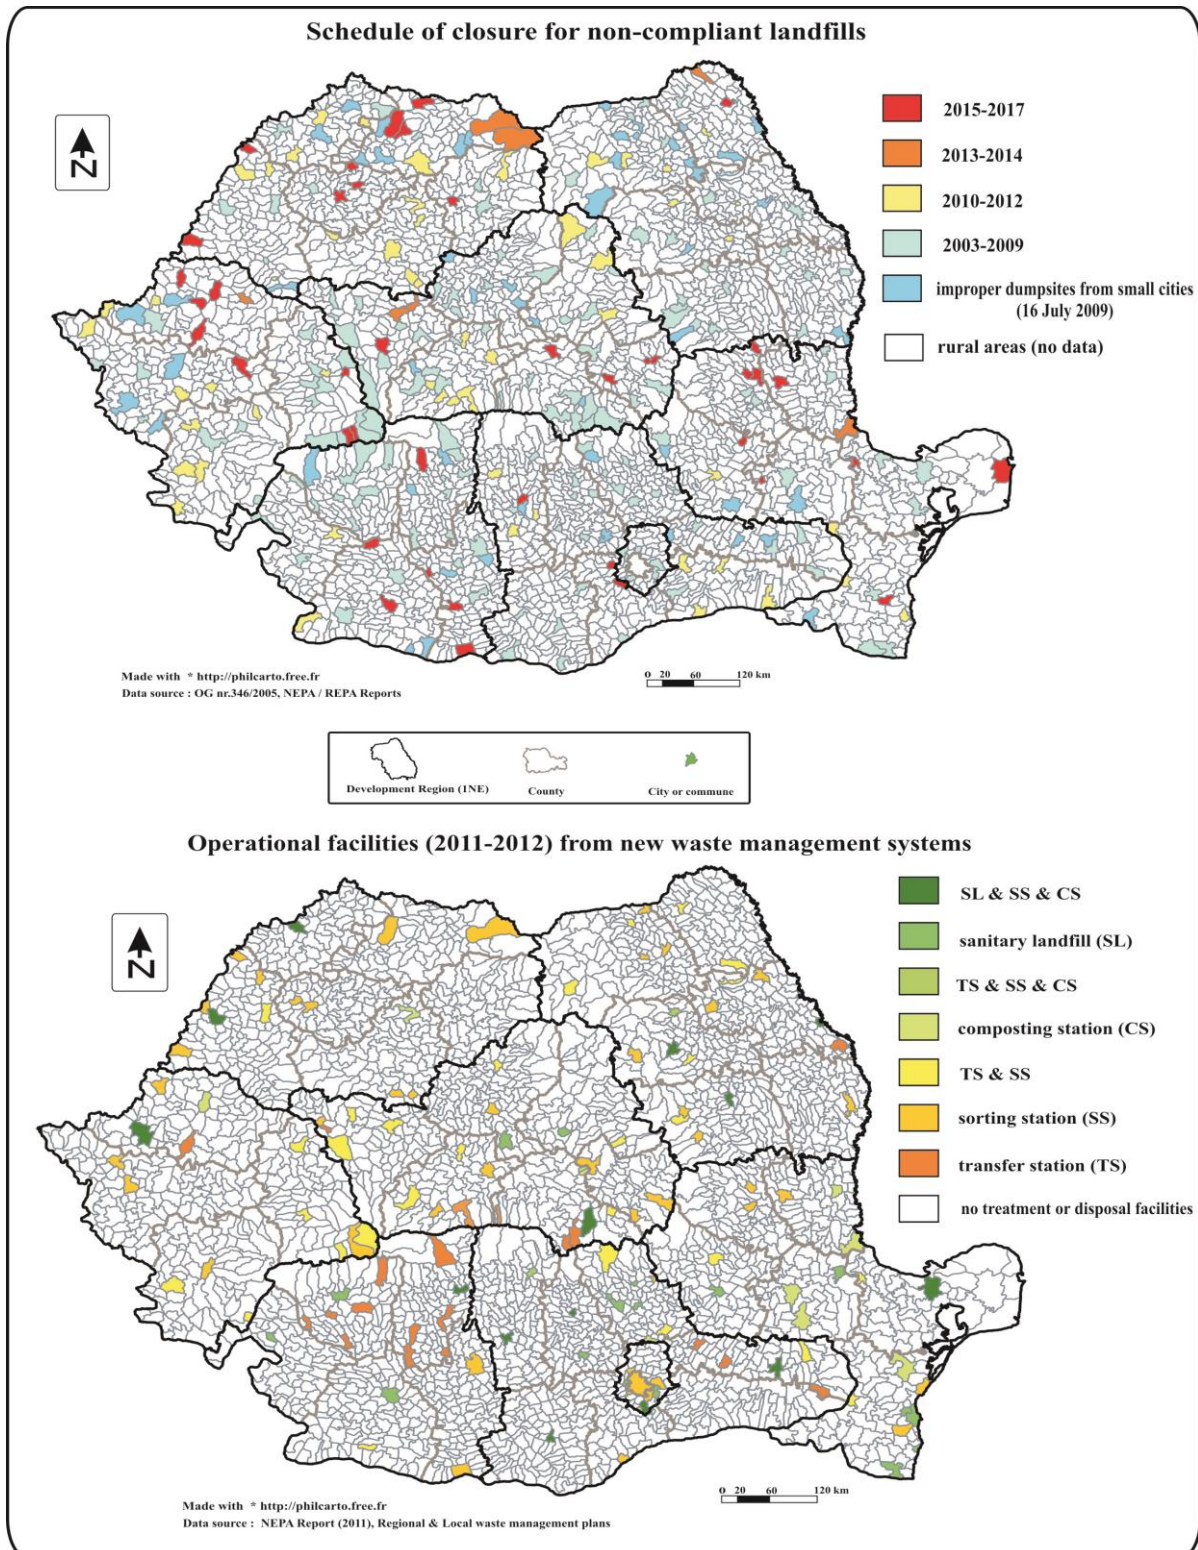 Schedule of closure for non-compliant landfills
N
2015-2017
2013-2014
2010-2012
2003-2009
improper dumpsites from small cities
(16 July 2009)
rural areas (no data)
Made with * http://philcarto.free.fr
Data source : OG nr.346/2005, NEPA / REPA Reports
0 20 60 120 km
Development Region (INE)
County
City or commune
Operational facilities (2011-2012) from new waste management systems
N
SL & SS & CS
sanitary landfill (SL)
TS & SS & CS
composting station (CS)
TS & SS
sorting station (SS)
transfer station (TS)
no treatment or disposal facilities
0 20 60 120 km
Made with * http://philcarto.free.fr
Data source : NEPA Report (2011), Regional & Local waste management plans